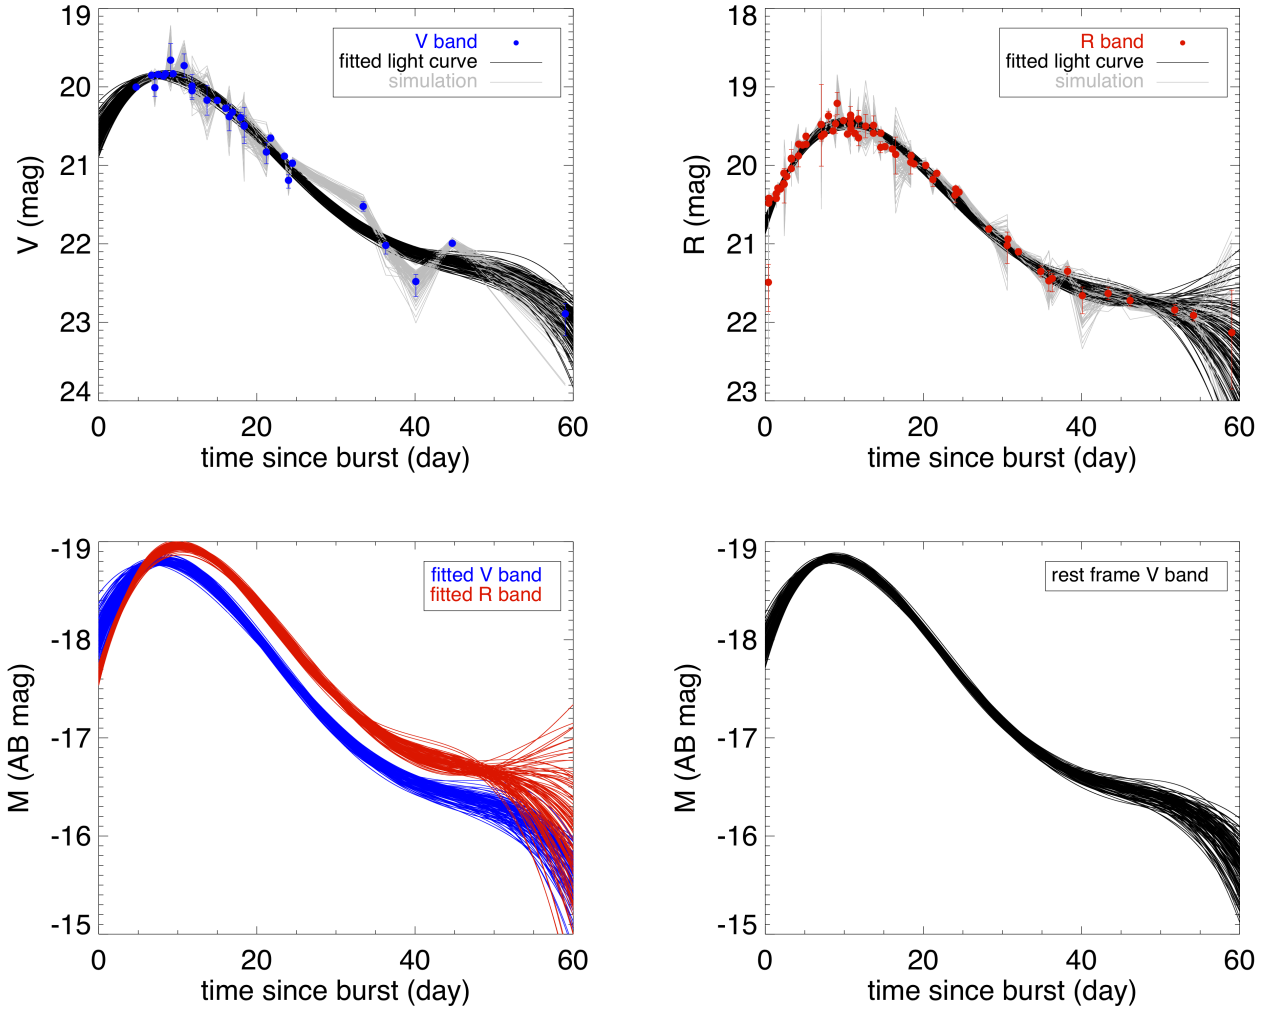 19
20
21
22
23
24
V (mag)
V band
fitted light curve
simulation
0
20
40
60
time since burst (day)
18
19
20
21
22
23
R (mag)
R band
fitted light curve
simulation
0
20
40
60
time since burst (day)
-19
-18
-17
-16
-15
M (AB mag)
fitted V band
fitted R band
0
20
40
60
time since burst (day)
-19
-18
-17
-16
-15
M (AB mag)
rest frame V band
0
20
40
60
time since burst (day)